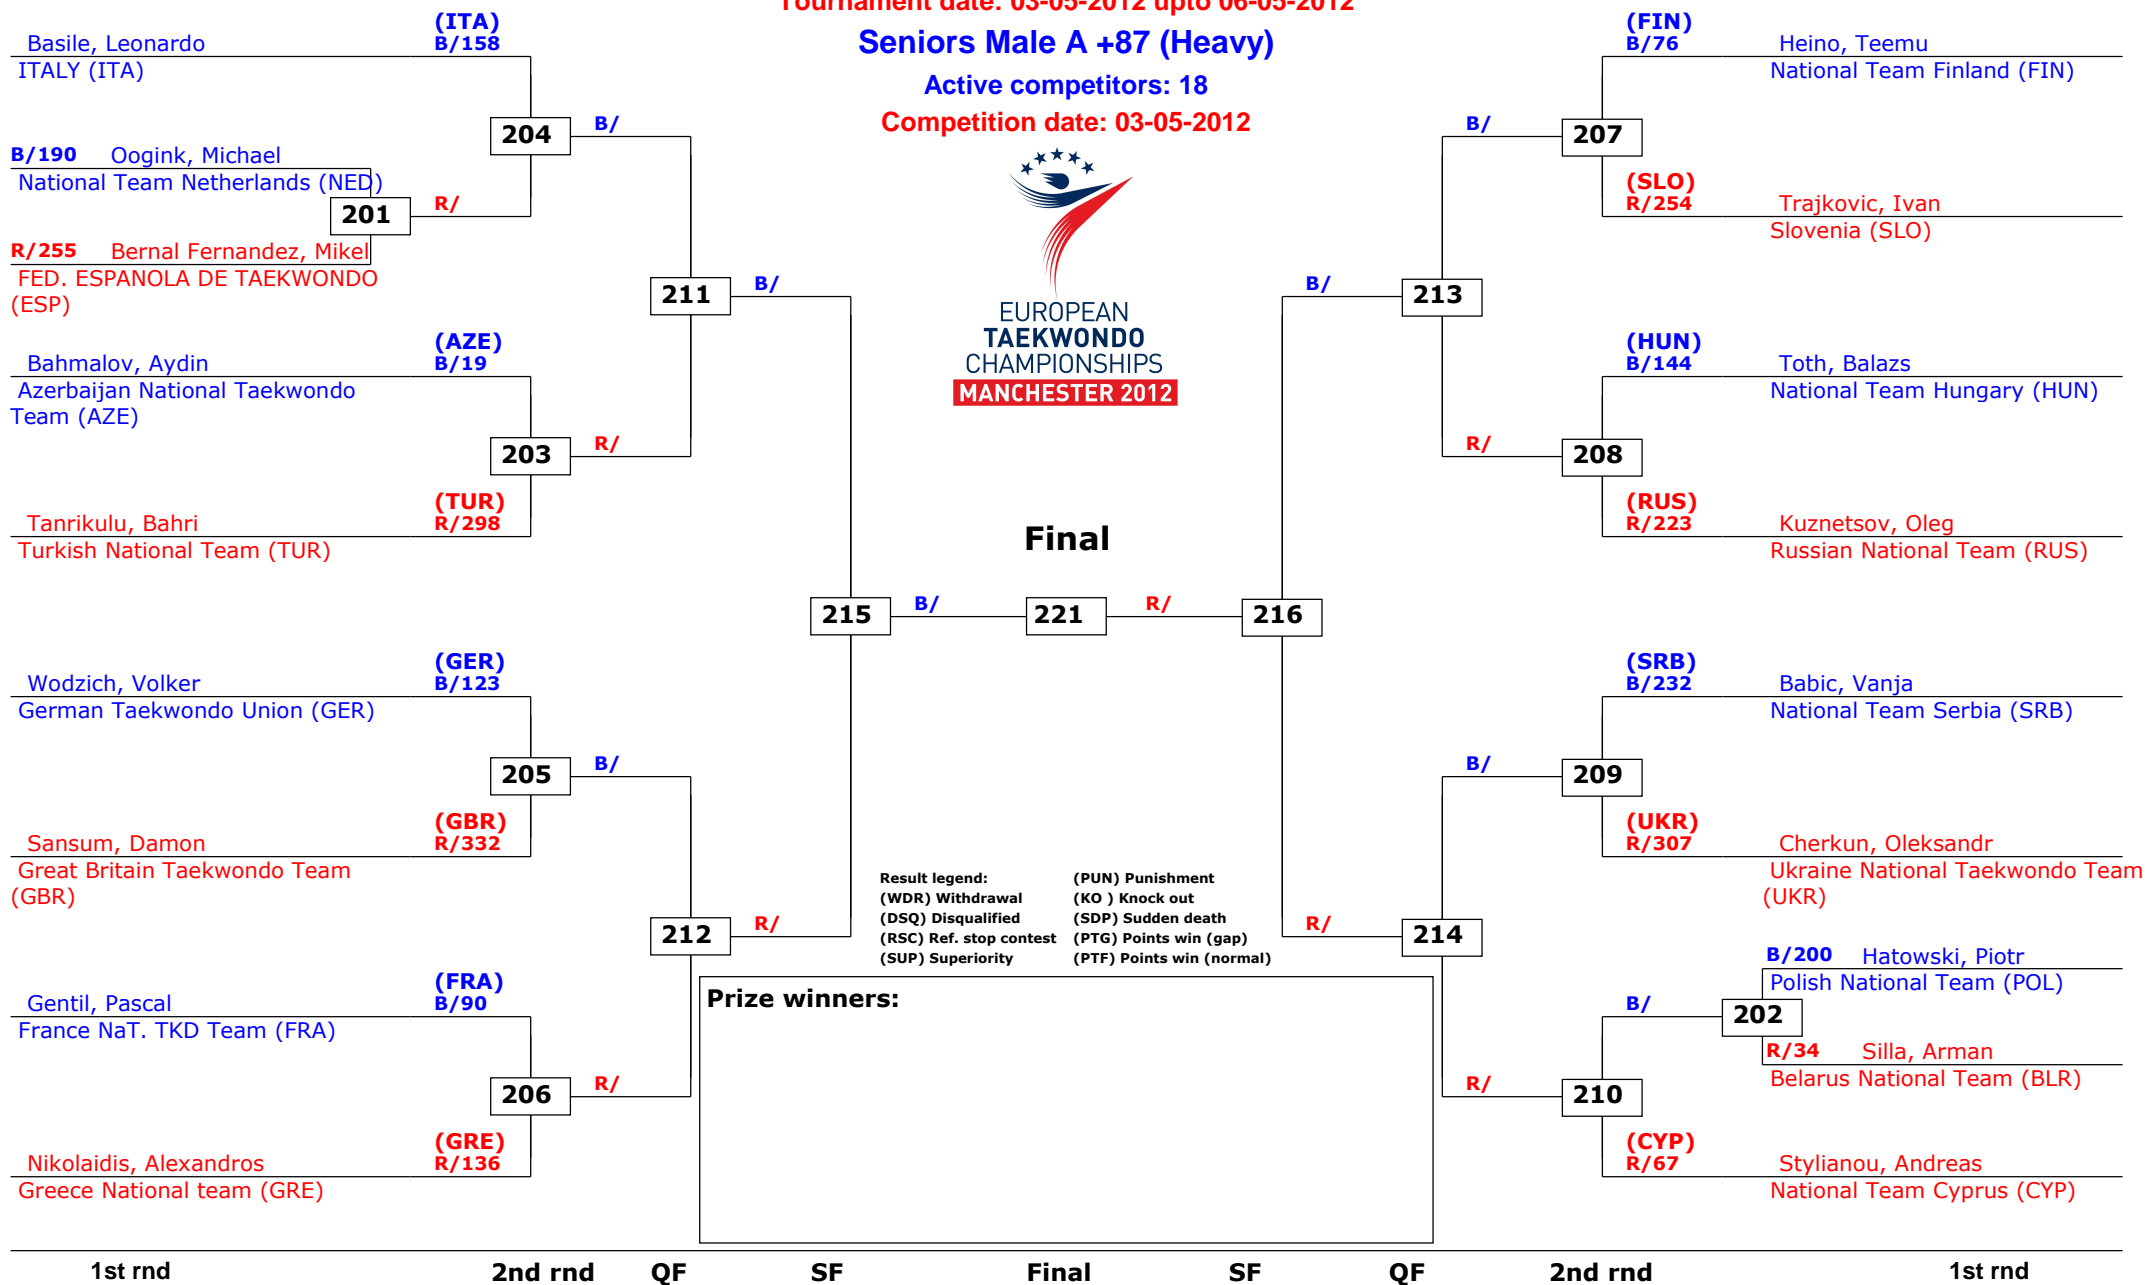 Tournament date: 03-05-2012 upto 06-05-2012
Seniors Male A +87 (Heavy)
Active competitors: 18
Competition date: 03-05-2012
EUROPEAN
TAEKWONDO
CHAMPIONSHIPS
MANCHESTER 2012
(ITA)
Basile, Leonardo B/158
ITALY (ITA)
204 B/
B/190 Oogink, Michael
National Team Netherlands (NED)
201 R/
R/255 Bernal Fernandez, Mikel
FED. ESPANOLA DE TAEKWONDO
(ESP)
211 B/
(AZE)
Bahmalov, Aydin B/19
Azerbaijan National Taekwondo
Team (AZE)
203 R/
(TUR)
Tanrikulu, Bahri R/298
Turkish National Team (TUR)
215 B/
(GER)
Wodzich, Volker B/123
German Taekwondo Union (GER)
205 B/
(GBR)
Sansum, Damon R/332
Great Britain Taekwondo Team
(GBR)
212 R/
(FRA)
Gentil, Pascal B/90
France NaT. TKD Team (FRA)
206 R/
(GRE)
Nikolaidis, Alexandros R/136
Greece National team (GRE)
Final
221
(FIN)
B/76 Heino, Teemu
National Team Finland (FIN)
B/ 207
(SLO)
R/254 Trajkovic, Ivan
Slovenia (SLO)
B/ 213
(HUN)
B/144 Toth, Balazs
National Team Hungary (HUN)
R/ 208
(RUS)
R/223 Kuznetsov, Oleg
Russian National Team (RUS)
R/ 216
(SRB)
B/232 Babic, Vanja
National Team Serbia (SRB)
B/ 209
(UKR)
R/307 Cherkun, Oleksandr
Ukraine National Taekwondo Team
(UKR)
R/ 214
B/200 Hatowski, Piotr
Polish National Team (POL)
B/ 202
R/34 Silla, Arman
Belarus National Team (BLR)
R/ 210
(CYP)
R/67 Stylianou, Andreas
National Team Cyprus (CYP)
Result legend: (PUN) Punishment
(WDR) Withdrawal (KO ) Knock out
(DSQ) Disqualified (SDP) Sudden death
(RSC) Ref. stop contest (PTG) Points win (gap)
(SUP) Superiority (PTF) Points win (normal)
Prize winners:
1st rnd 2nd rnd QF SF Final SF QF 2nd rnd 1st rnd